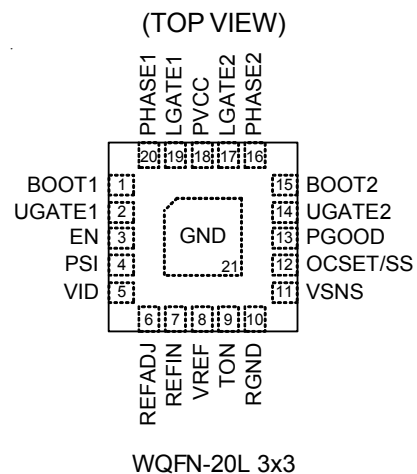 (TOP VIEW)
PHASE1
LGATE1
PVCC
LGATE2
PHASE2
20 19 18 17 16
BOOT1 1 15 BOOT2
UGATE1 2 14 UGATE2
EN 3 GND 13 PGOOD
PSI 4 21 12 OCSET/SS
VID 5 11 VSNS
6 7 8 9 10
REFADJ
REFIN
VREF
TON
RGND
WQFN-20L 3x3